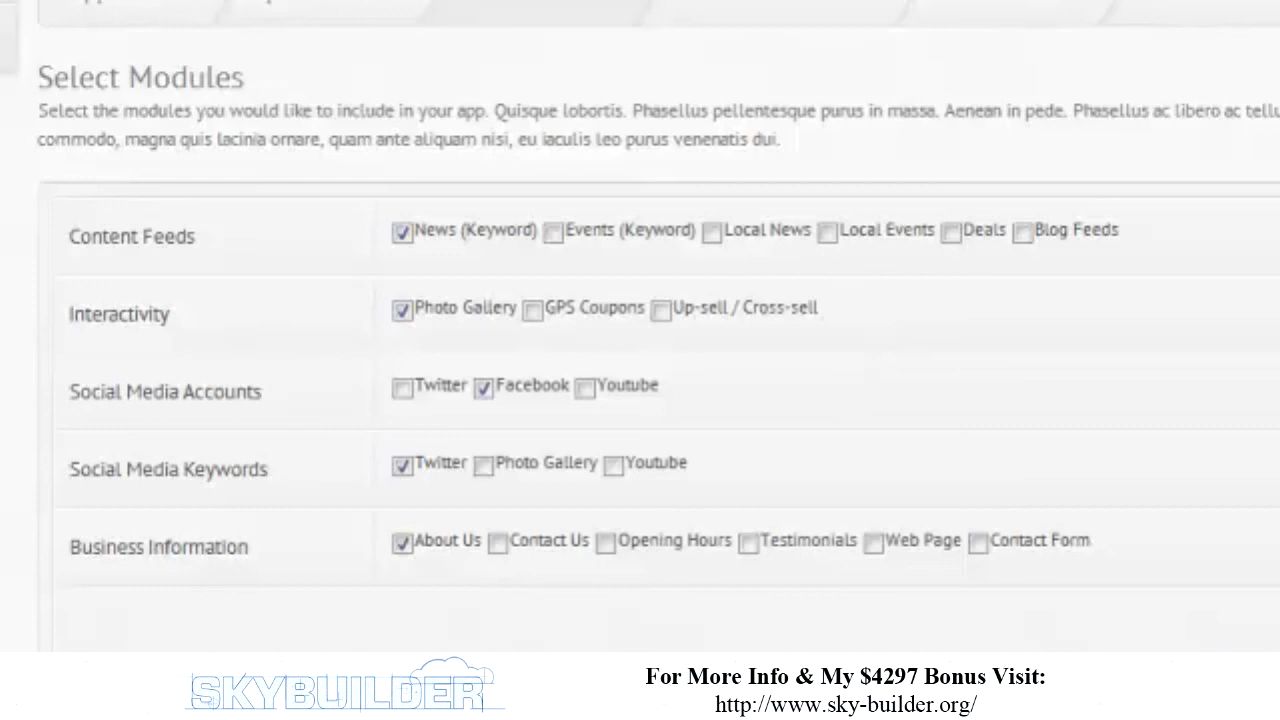 Select Modules
Select the modules you would like to include in your app. Quisque lobortis. Phasellus pellentesque purus in massa. Aenean in pede. Phasellus ac libero ac tellu
commodo, magna quis lacinia ornare, quam ante aliquam nisi, eu iaculis leo purus venenatis dui.
Content Feeds News (Keyword) Events (Keyword) Local News Local Events Deals Blog Feeds
Interactivity Photo Gallery GPS Coupons Up-sell / Cross-sell
Social Media Accounts Twitter Facebook Youtube
Social Media Keywords Twitter Photo Gallery Youtube
Business Information About Us Contact Us Opening Hours Testimonials Web Page Contact Form
SKYBUILDER
For More Info & My $4297 Bonus Visit:
http://www.sky-builder.org/